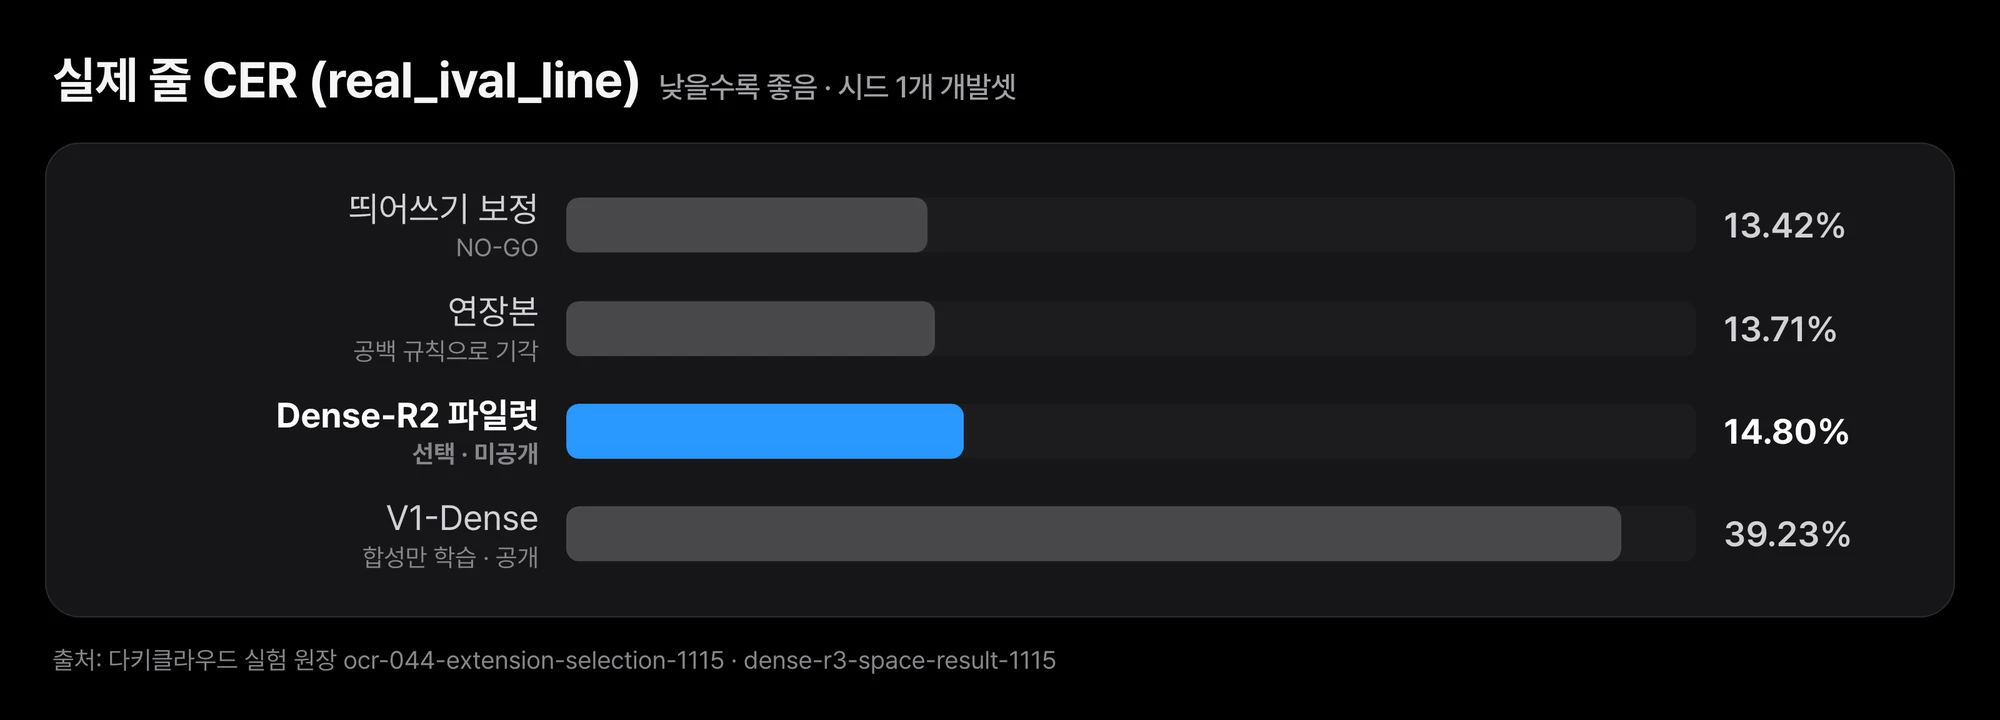 실제 줄 CER (real_ival_line) 낮을수록 좋음 · 시드 1개 개발셋
띄어쓰기 보정
NO-GO
13.42%
연장본
공백 규칙으로 기각
13.71%
Dense-R2 파일럿
선택 · 미공개
14.80%
V1-Dense
합성만 학습 · 공개
39.23%
출처: 다키클라우드 실험 원장 ocr-044-extension-selection-1115 · dense-r3-space-result-1115